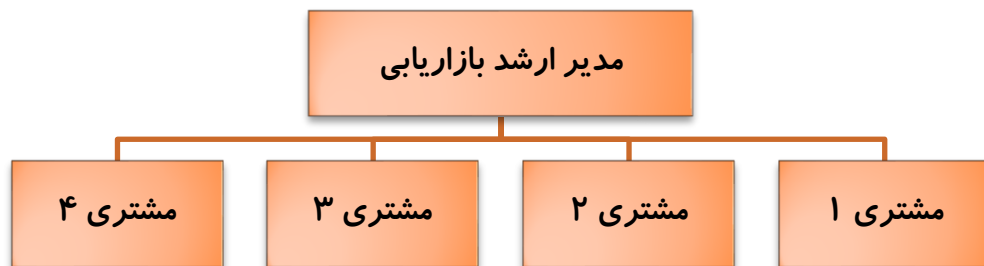 مدیر ارشد بازاریابی
مشتری ۱
مشتری ۲
مشتری ۳
مشتری ۴